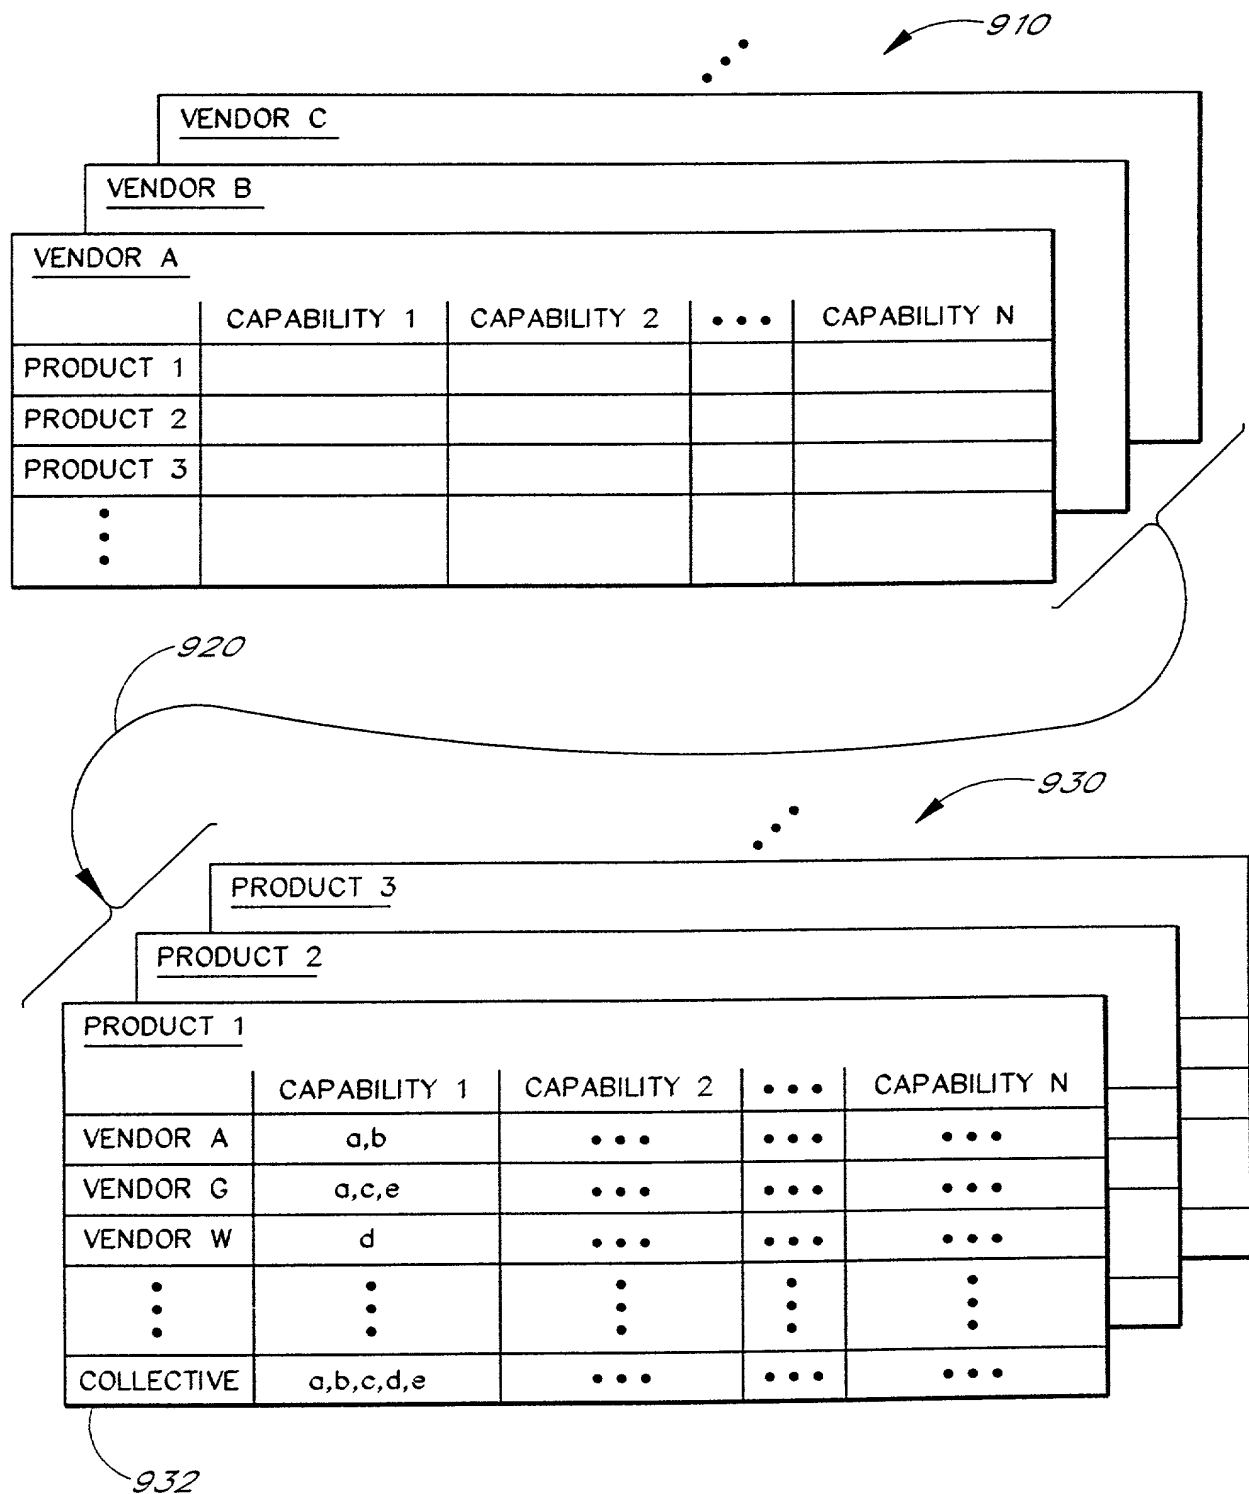 910
VENDOR C
VENDOR B
VENDOR A
CAPABILITY 1 CAPABILITY 2 ••• CAPABILITY N
PRODUCT 1
PRODUCT 2
PRODUCT 3
920
930
PRODUCT 3
PRODUCT 2
PRODUCT 1
CAPABILITY 1 CAPABILITY 2 ••• CAPABILITY N
VENDOR A a,b ••• ••• •••
VENDOR G a,c,e ••• ••• •••
VENDOR W d ••• ••• •••
COLLECTIVE a,b,c,d,e ••• ••• •••
932